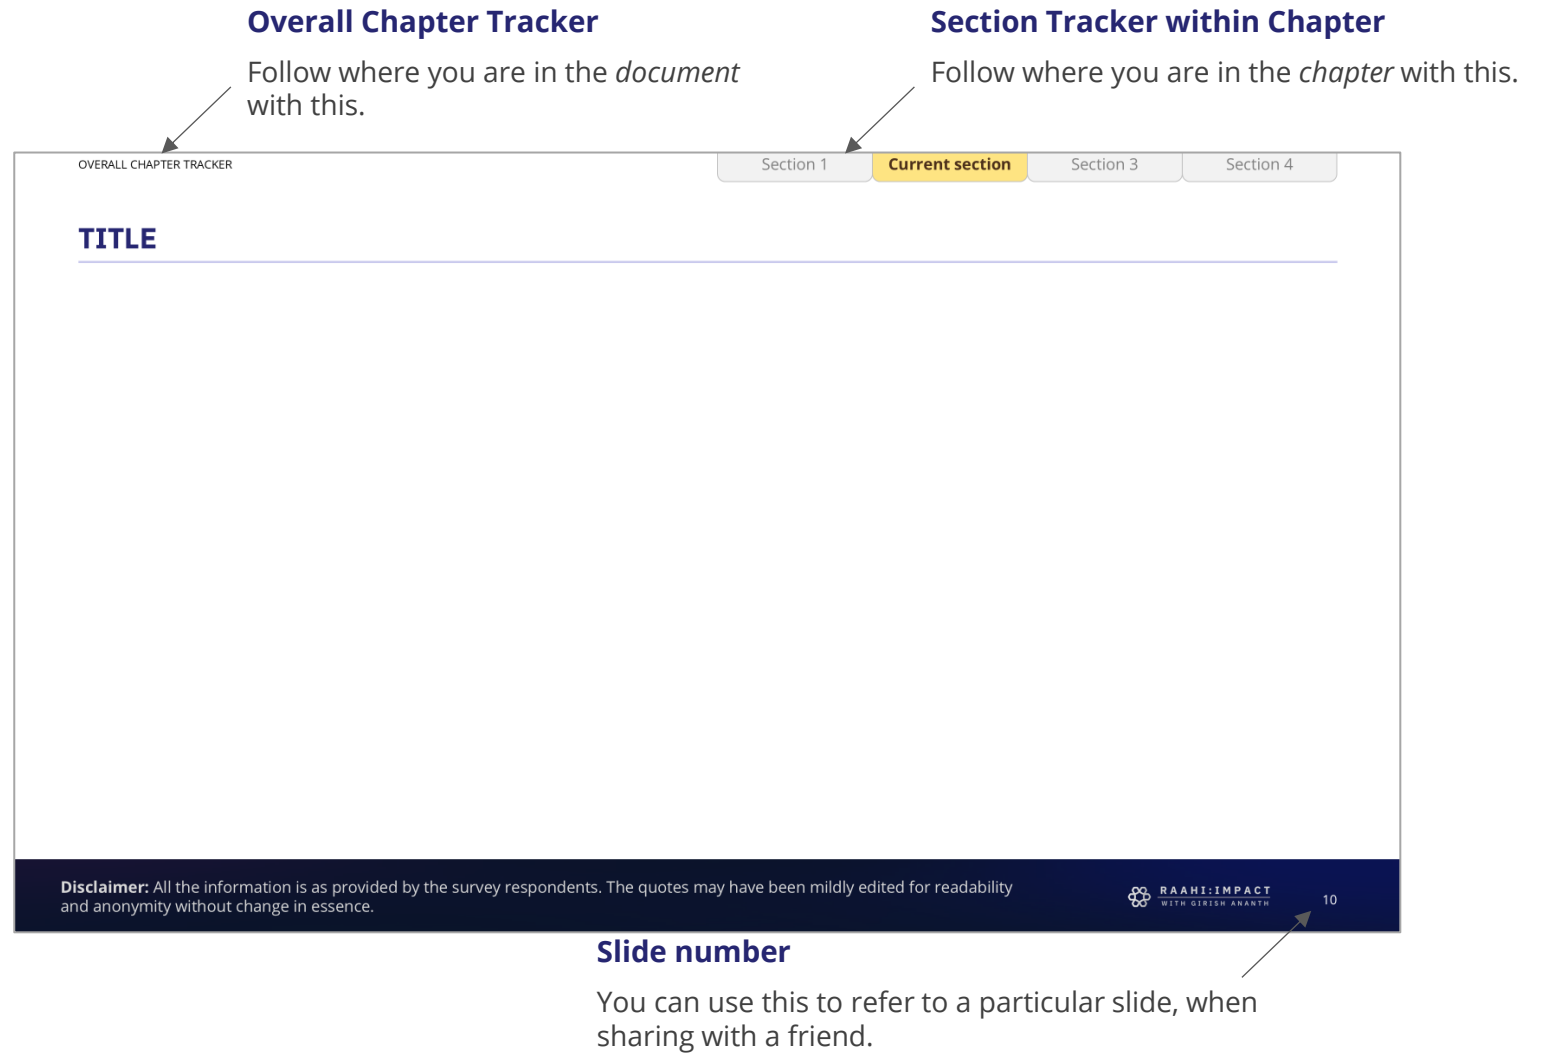 Overall Chapter Tracker
Follow where you are in the document
with this.
Section Tracker within Chapter
Follow where you are in the chapter with this.
OVERALL CHAPTER TRACKER
Section 1
Current section
Section 3
Section 4
TITLE
Disclaimer: All the information is as provided by the survey respondents. The quotes may have been mildly edited for readability
and anonymity without change in essence.
RAAHI:IMPACT
WITH GIRISH ANANTH
10
Slide number
You can use this to refer to a particular slide, when
sharing with a friend.